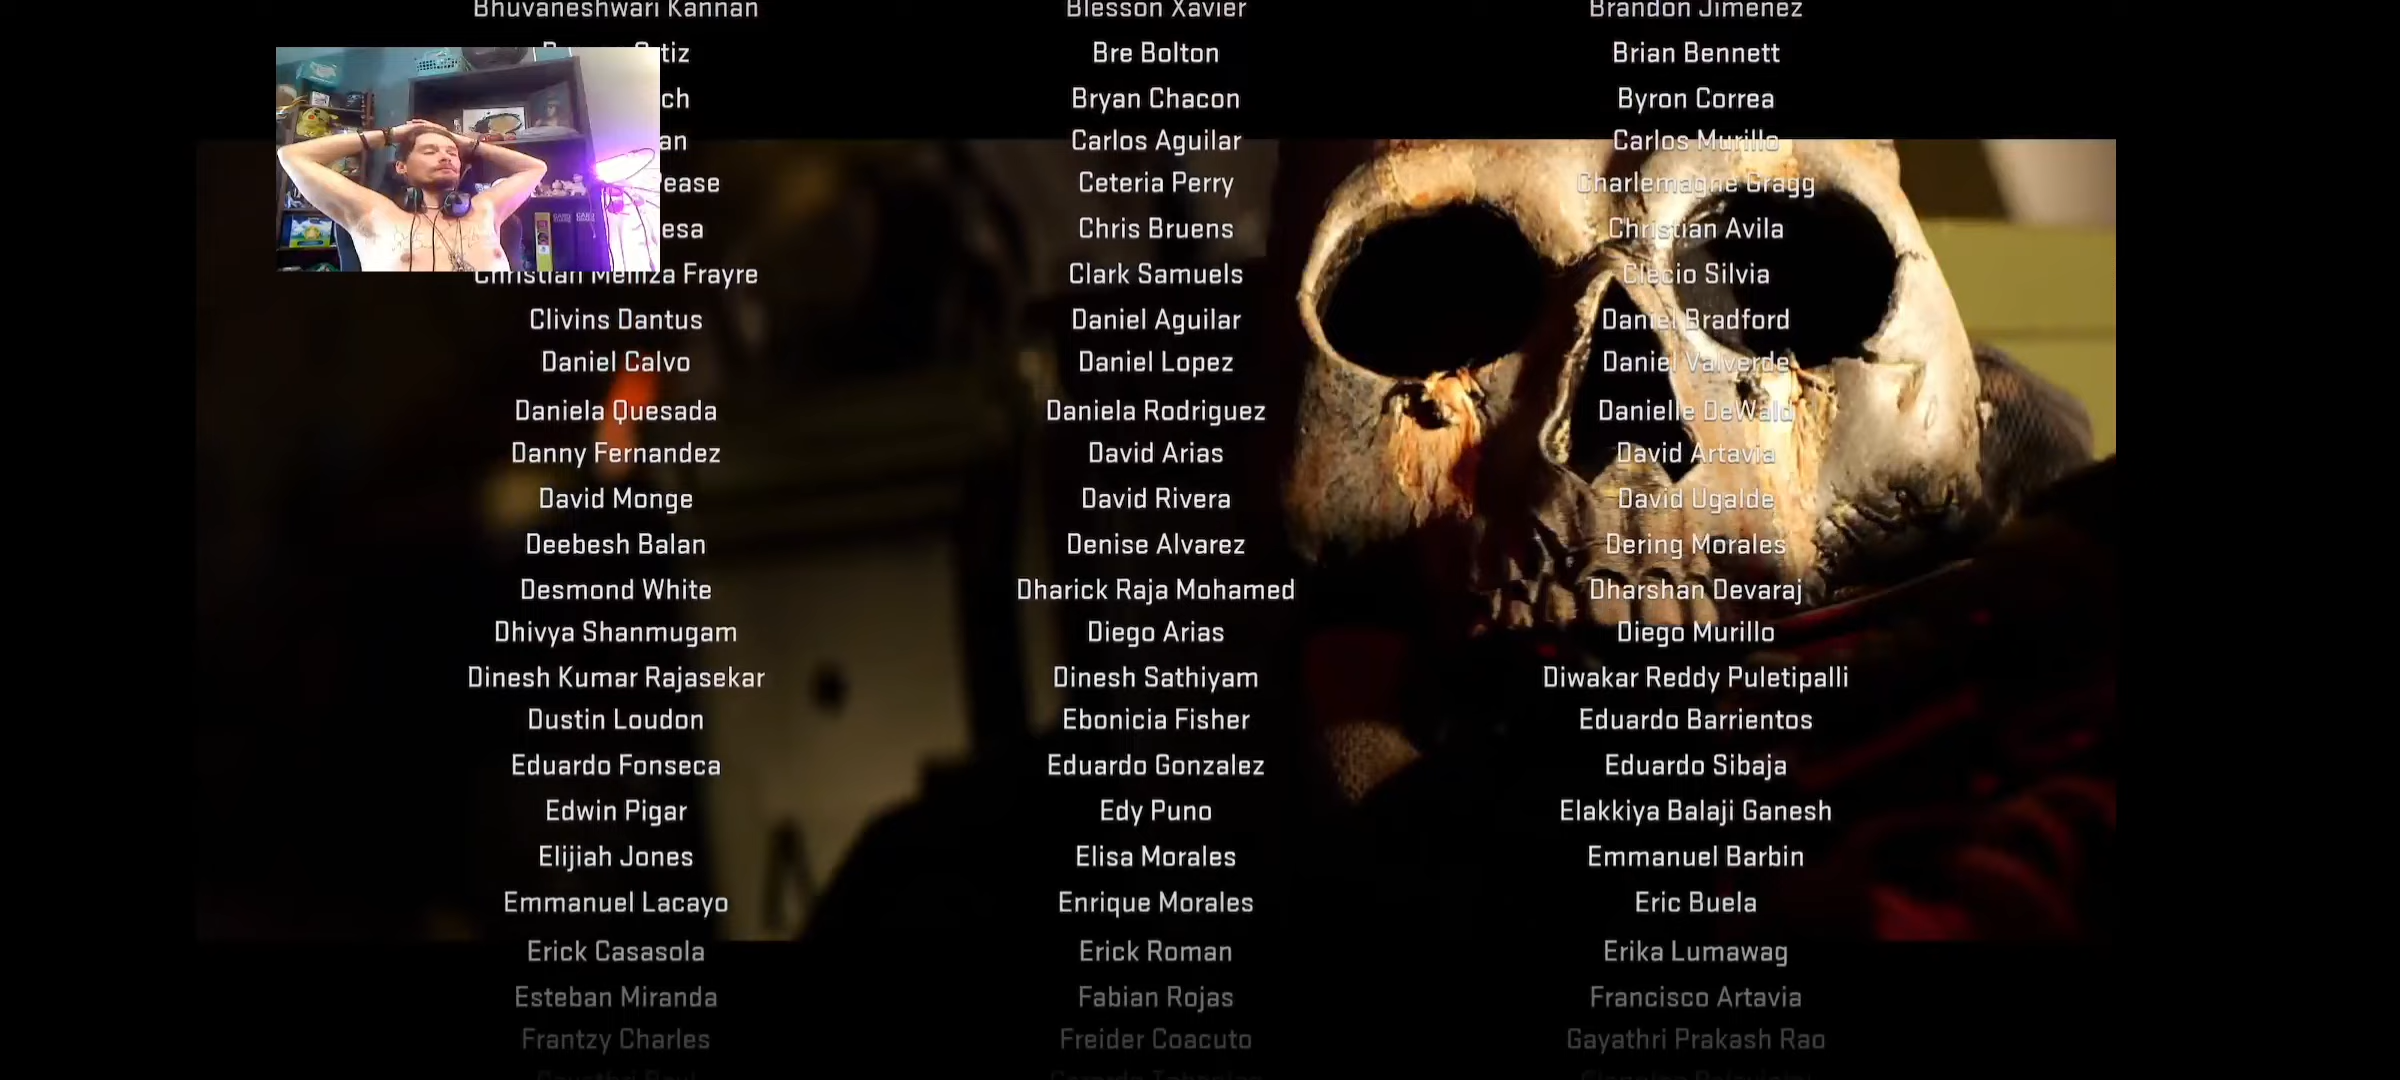 Bhuvaneshwari Kannan Blesson Xavier Brandon Jimenez
Bre Bolton Brian Bennett
Bryan Chacon Byron Correa
Carlos Aguilar Carlos Murillo
Ceteria Perry Charlemagne Gragg
Chris Bruens Christian Avila
Christian Meniza Frayre Clark Samuels Clecio Silvia
Clivins Dantus Daniel Aguilar Daniel Bradford
Daniel Calvo Daniel Lopez Daniel Valverde
Daniela Quesada Daniela Rodriguez Danielle DeWald
Danny Fernandez David Arias David Artavia
David Monge David Rivera David Ugalde
Deebesh Balan Denise Alvarez Dering Morales
Desmond White Dharick Raja Mohamed Dharshan Devaraj
Dhivya Shanmugam Diego Arias Diego Murillo
Dinesh Kumar Rajasekar Dinesh Sathiyam Diwakar Reddy Puletipalli
Dustin Loudon Ebonicia Fisher Eduardo Barrientos
Eduardo Fonseca Eduardo Gonzalez Eduardo Sibaja
Edwin Pigar Edy Puno Elakkiya Balaji Ganesh
Elijiah Jones Elisa Morales Emmanuel Barbin
Emmanuel Lacayo Enrique Morales Eric Buela
Erick Casasola Erick Roman Erika Lumawag
Esteban Miranda Fabian Rojas Francisco Artavia
Frantzy Charles Freider Coacuto Gayathri Prakash Rao